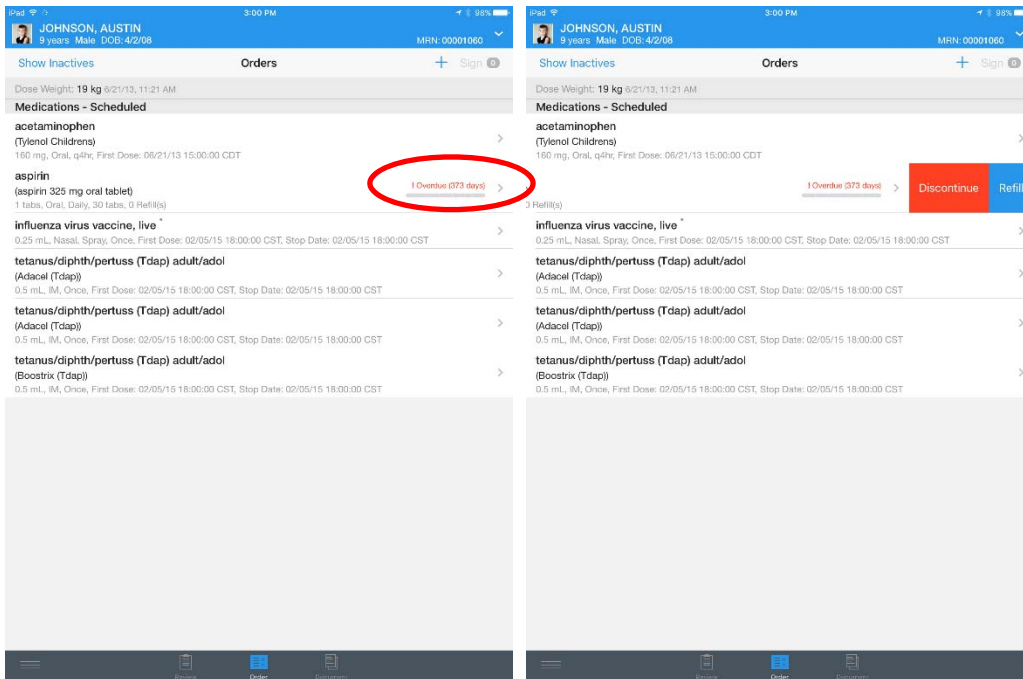 iPad 3:00 PM 98%
JOHNSON, AUSTIN
9 years Male DOB:4/2/08 MRN: 00001060
Show Inactives Orders + Sign 0
Dose Weight: 19 kg 6/21/13, 11:21 AM
Medications - Scheduled
acetaminophen
(Tylenol Childrens)
160 mg, Oral, q4hr, First Dose: 06/21/13 15:00:00 CDT
aspirin
(aspirin 325 mg oral tablet) 1 Overdue (373 days)
1 tabs, Oral, Daily, 30 tabs, 0 Refill(s)
influenza virus vaccine, live *
0.25 mL, Nasal, Spray, Once, First Dose: 02/05/15 18:00:00 CST, Stop Date: 02/05/15 18:00:00 CST
tetanus/diphth/pertuss (Tdap) adult/adol
(Adacel (Tdap))
0.5 mL, IM, Once, First Dose: 02/05/15 18:00:00 CST, Stop Date: 02/05/15 18:00:00 CST
tetanus/diphth/pertuss (Tdap) adult/adol
(Adacel (Tdap))
0.5 mL, IM, Once, First Dose: 02/05/15 18:00:00 CST, Stop Date: 02/05/15 18:00:00 CST
tetanus/diphth/pertuss (Tdap) adult/adol
(Boostrix (Tdap))
0.5 mL, IM, Once, First Dose: 02/05/15 18:00:00 CST, Stop Date: 02/05/15 18:00:00 CST
Review Order Document
iPad 3:00 PM 98%
JOHNSON, AUSTIN
9 years Male DOB:4/2/08 MRN: 00001060
Show Inactives Orders + Sign 0
Dose Weight: 19 kg 6/21/13, 11:21 AM
Medications - Scheduled
acetaminophen
(Tylenol Childrens)
160 mg, Oral, q4hr, First Dose: 06/21/13 15:00:00 CDT
1 Overdue (373 days) Discontinue Refill
0 Refill(s)
influenza virus vaccine, live *
0.25 mL, Nasal, Spray, Once, First Dose: 02/05/15 18:00:00 CST, Stop Date: 02/05/15 18:00:00 CST
tetanus/diphth/pertuss (Tdap) adult/adol
(Adacel (Tdap))
0.5 mL, IM, Once, First Dose: 02/05/15 18:00:00 CST, Stop Date: 02/05/15 18:00:00 CST
tetanus/diphth/pertuss (Tdap) adult/adol
(Adacel (Tdap))
0.5 mL, IM, Once, First Dose: 02/05/15 18:00:00 CST, Stop Date: 02/05/15 18:00:00 CST
tetanus/diphth/pertuss (Tdap) adult/adol
(Boostrix (Tdap))
0.5 mL, IM, Once, First Dose: 02/05/15 18:00:00 CST, Stop Date: 02/05/15 18:00:00 CST
Review Order Document